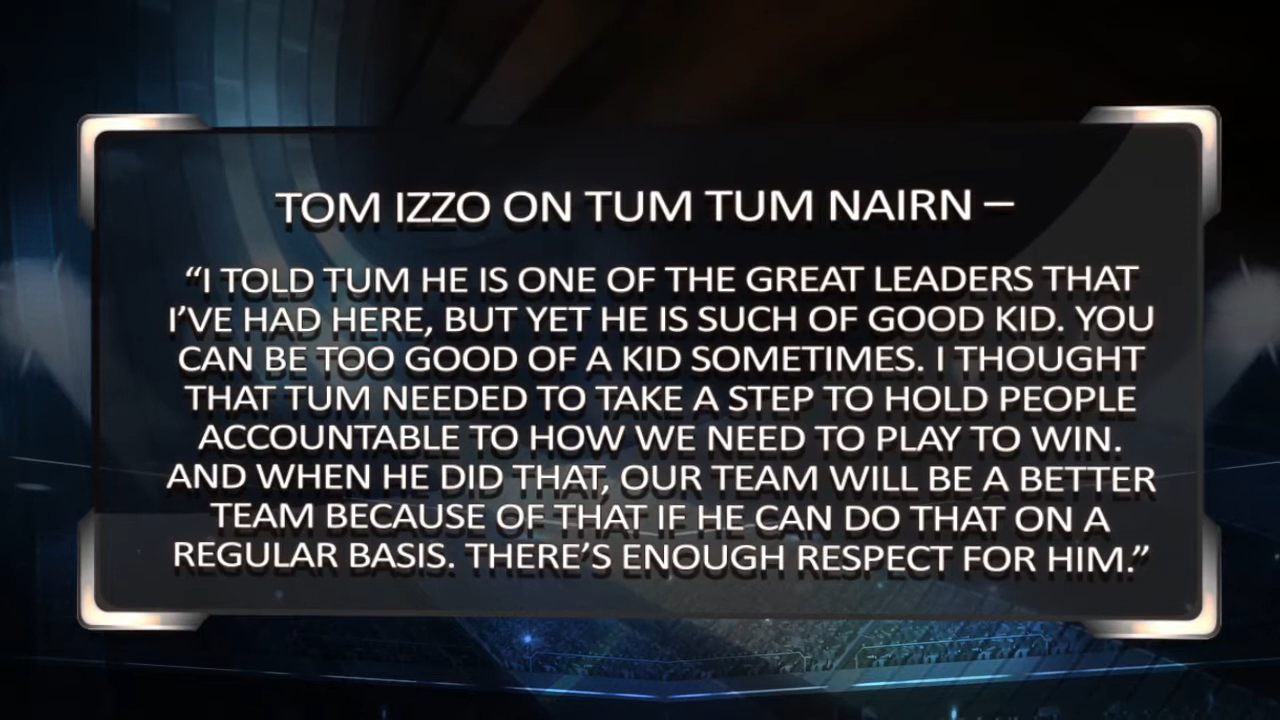 TOM IZZO ON TUM TUM NAIRN –
“I TOLD TUM HE IS ONE OF THE GREAT LEADERS THAT
I’VE HAD HERE, BUT YET HE IS SUCH OF GOOD KID. YOU
CAN BE TOO GOOD OF A KID SOMETIMES. I THOUGHT
THAT TUM NEEDED TO TAKE A STEP TO HOLD PEOPLE
ACCOUNTABLE TO HOW WE NEED TO PLAY TO WIN.
AND WHEN HE DID THAT, OUR TEAM WILL BE A BETTER
TEAM BECAUSE OF THAT IF HE CAN DO THAT ON A
REGULAR BASIS. THERE’S ENOUGH RESPECT FOR HIM.”